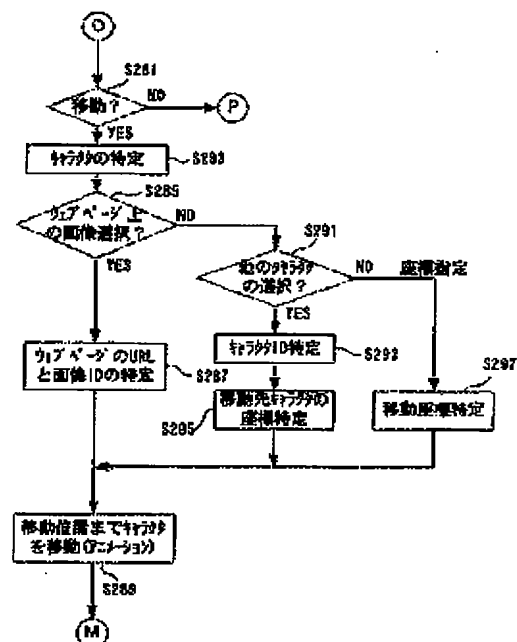 O
S281
移動?
NO
P
YES
キャラクタの特定
S283
S285
ウェブページ上
の画像選択?
NO
YES
S291
他のキャラクタ
の選択?
NO
座標指定
YES
ウェブページのURL
と画像IDの特定
S287
キャラクタID特定
S293
移動先キャラクタの
座標特定
S295
S297
移動座標特定
移動位置までキャラクタ
を移動(アニメーション)
S289
M